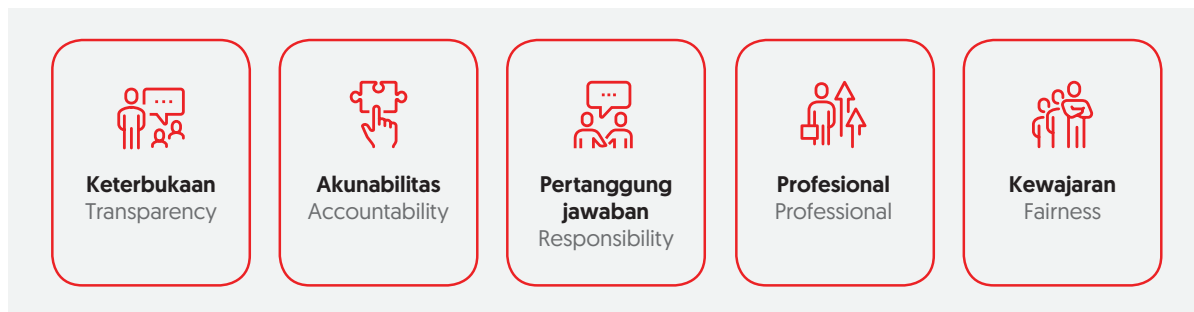 Keterbukaan
Transparency
Akunabilitas
Accountability
Pertanggung
jawaban
Responsibility
Profesional
Professional
Kewajaran
Fairness